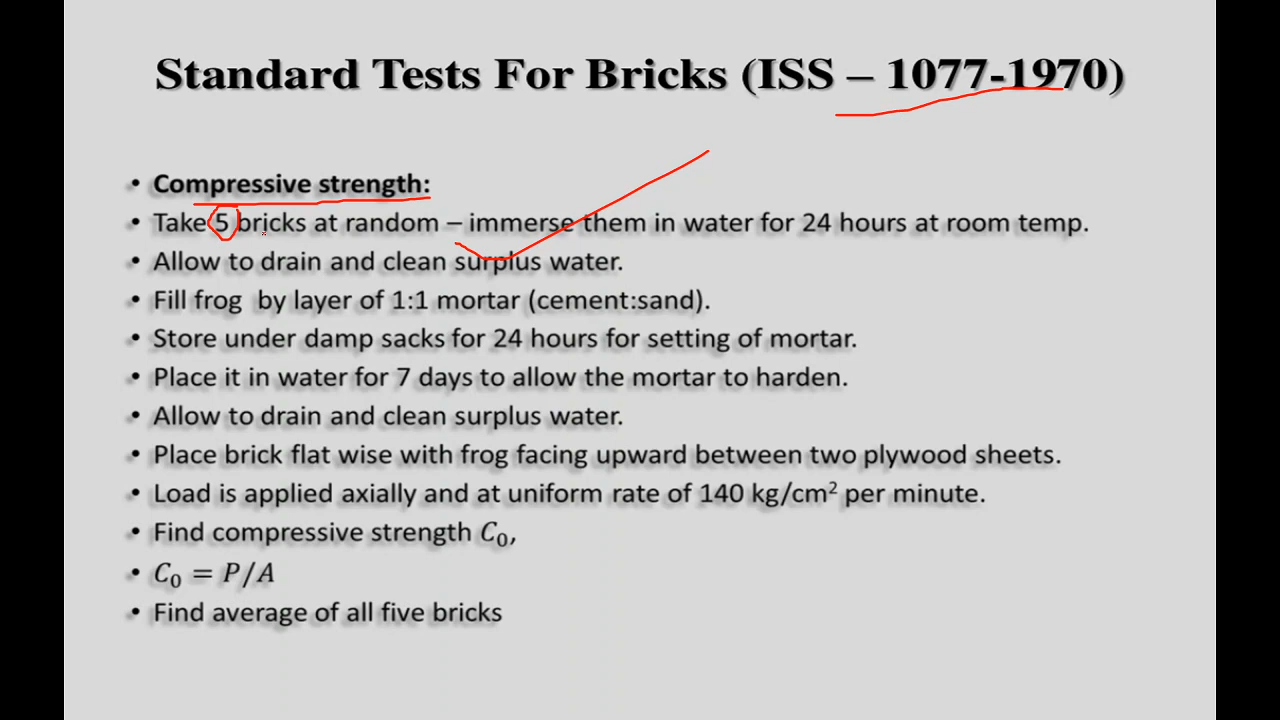 Standard Tests For Bricks (ISS – 1077-1970)
• Compressive strength:
• Take 5 bricks at random – immerse them in water for 24 hours at room temp.
• Allow to drain and clean surplus water.
• Fill frog by layer of 1:1 mortar (cement:sand).
• Store under damp sacks for 24 hours for setting of mortar.
• Place it in water for 7 days to allow the mortar to harden.
• Allow to drain and clean surplus water.
• Place brick flat wise with frog facing upward between two plywood sheets.
• Load is applied axially and at uniform rate of 140 kg/cm² per minute.
• Find compressive strength C₀,
• C₀ = P/A
• Find average of all five bricks